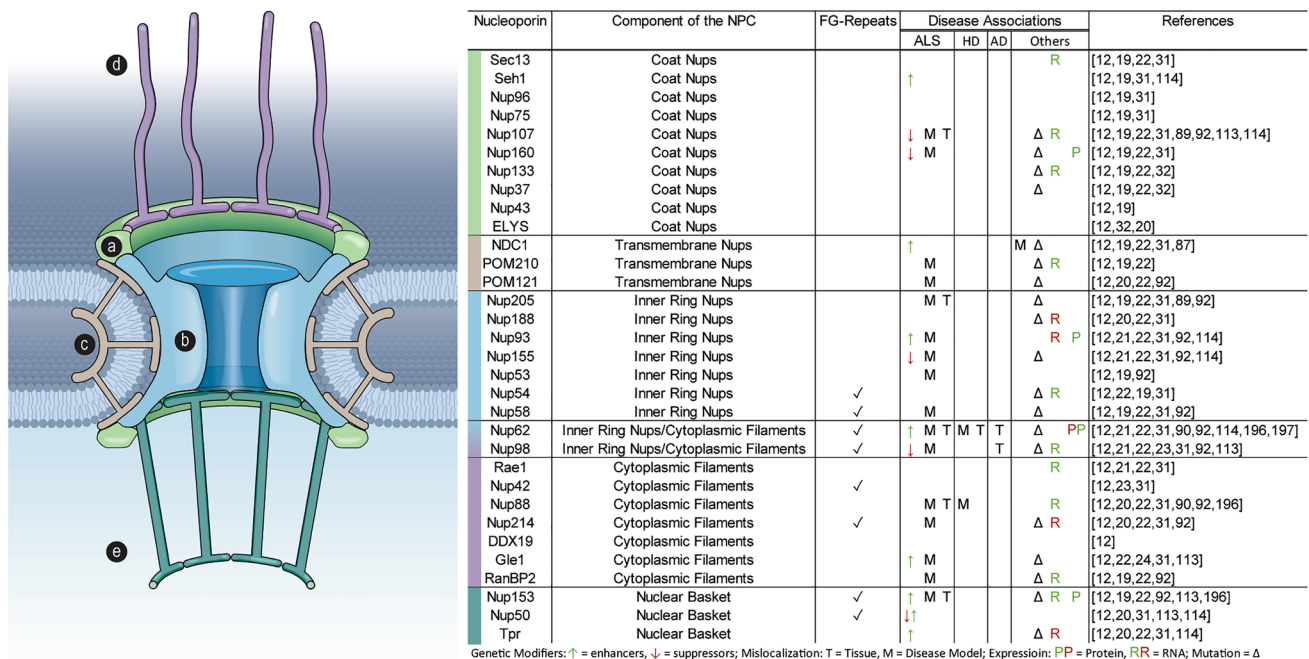 d
a
b
c
e
Nucleoporin Component of the NPC FG-Repeats Disease Associations References
ALS HD AD Others
Sec13 Coat Nups R [12,19,22,31]
Seh1 Coat Nups ↑ [12,19,31,114]
Nup96 Coat Nups [12,19,31]
Nup75 Coat Nups [12,19,31]
Nup107 Coat Nups ↓ M T Δ R [12,19,22,31,89,92,113,114]
Nup160 Coat Nups ↓ M Δ P [12,19,22,31]
Nup133 Coat Nups Δ R [12,19,22,32]
Nup37 Coat Nups Δ [12,19,22,32]
Nup43 Coat Nups [12,19]
ELYS Coat Nups [12,32,20]
NDC1 Transmembrane Nups ↑ M Δ [12,19,22,31,87]
POM210 Transmembrane Nups M Δ R [12,19,22]
POM121 Transmembrane Nups M Δ [12,20,22,92]
Nup205 Inner Ring Nups M T Δ [12,19,22,31,89,92]
Nup188 Inner Ring Nups Δ R [12,20,22,31]
Nup93 Inner Ring Nups ↑ M R P [12,21,22,31,92,114]
Nup155 Inner Ring Nups ↓ M Δ [12,21,22,31,92,114]
Nup53 Inner Ring Nups M [12,19,92]
Nup54 Inner Ring Nups ✓ Δ R [12,22,19,31]
Nup58 Inner Ring Nups ✓ M Δ [12,19,22,31,92]
Nup62 Inner Ring Nups/Cytoplasmic Filaments ✓ ↑ M T M T T Δ PP [12,21,22,31,90,92,114,196,197]
Nup98 Inner Ring Nups/Cytoplasmic Filaments ✓ ↓ M T Δ R [12,21,22,23,31,92,113]
Rae1 Cytoplasmic Filaments R [12,21,22,31]
Nup42 Cytoplasmic Filaments ✓ [12,23,31]
Nup88 Cytoplasmic Filaments M T M R [12,20,22,31,90,92,196]
Nup214 Cytoplasmic Filaments ✓ M Δ R [12,20,22,31,92]
DDX19 Cytoplasmic Filaments [12]
Gle1 Cytoplasmic Filaments ↑ M Δ [12,22,24,31,113]
RanBP2 Cytoplasmic Filaments M Δ R [12,19,22,92]
Nup153 Nuclear Basket ✓ ↑ M T Δ R P [12,19,22,92,113,196]
Nup50 Nuclear Basket ✓ ↓↑ [12,20,31,113,114]
Tpr Nuclear Basket ↑ Δ R [12,20,22,31,114]
Genetic Modifiers: ↑ = enhancers, ↓ = suppressors; Mislocalization: T = Tissue, M = Disease Model; Expressioin: PP = Protein, RR = RNA; Mutation = Δ